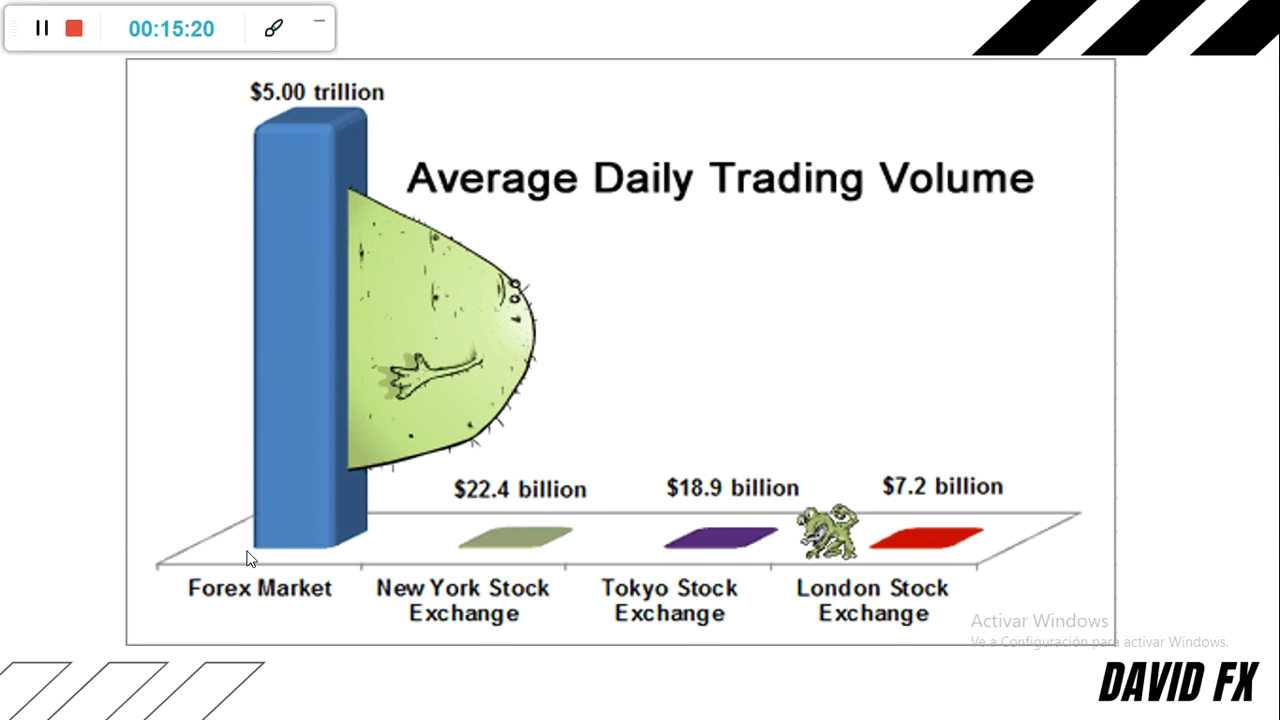 00:15:20
$5.00 trillion
Average Daily Trading Volume
$22.4 billion
$18.9 billion
$7.2 billion
Forex Market
New York Stock
Exchange
Tokyo Stock
Exchange
London Stock
Exchange
Activar Windows
Ve a Configuración para activar Windows.
DAVID FX